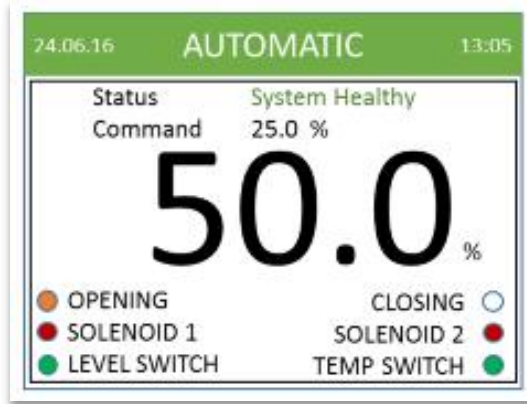 24.06.16 AUTOMATIC 13:05
Status System Healthy
Command 25.0 %
50.0 %
OPENING CLOSING
SOLENOID 1 SOLENOID 2
LEVEL SWITCH TEMP SWITCH